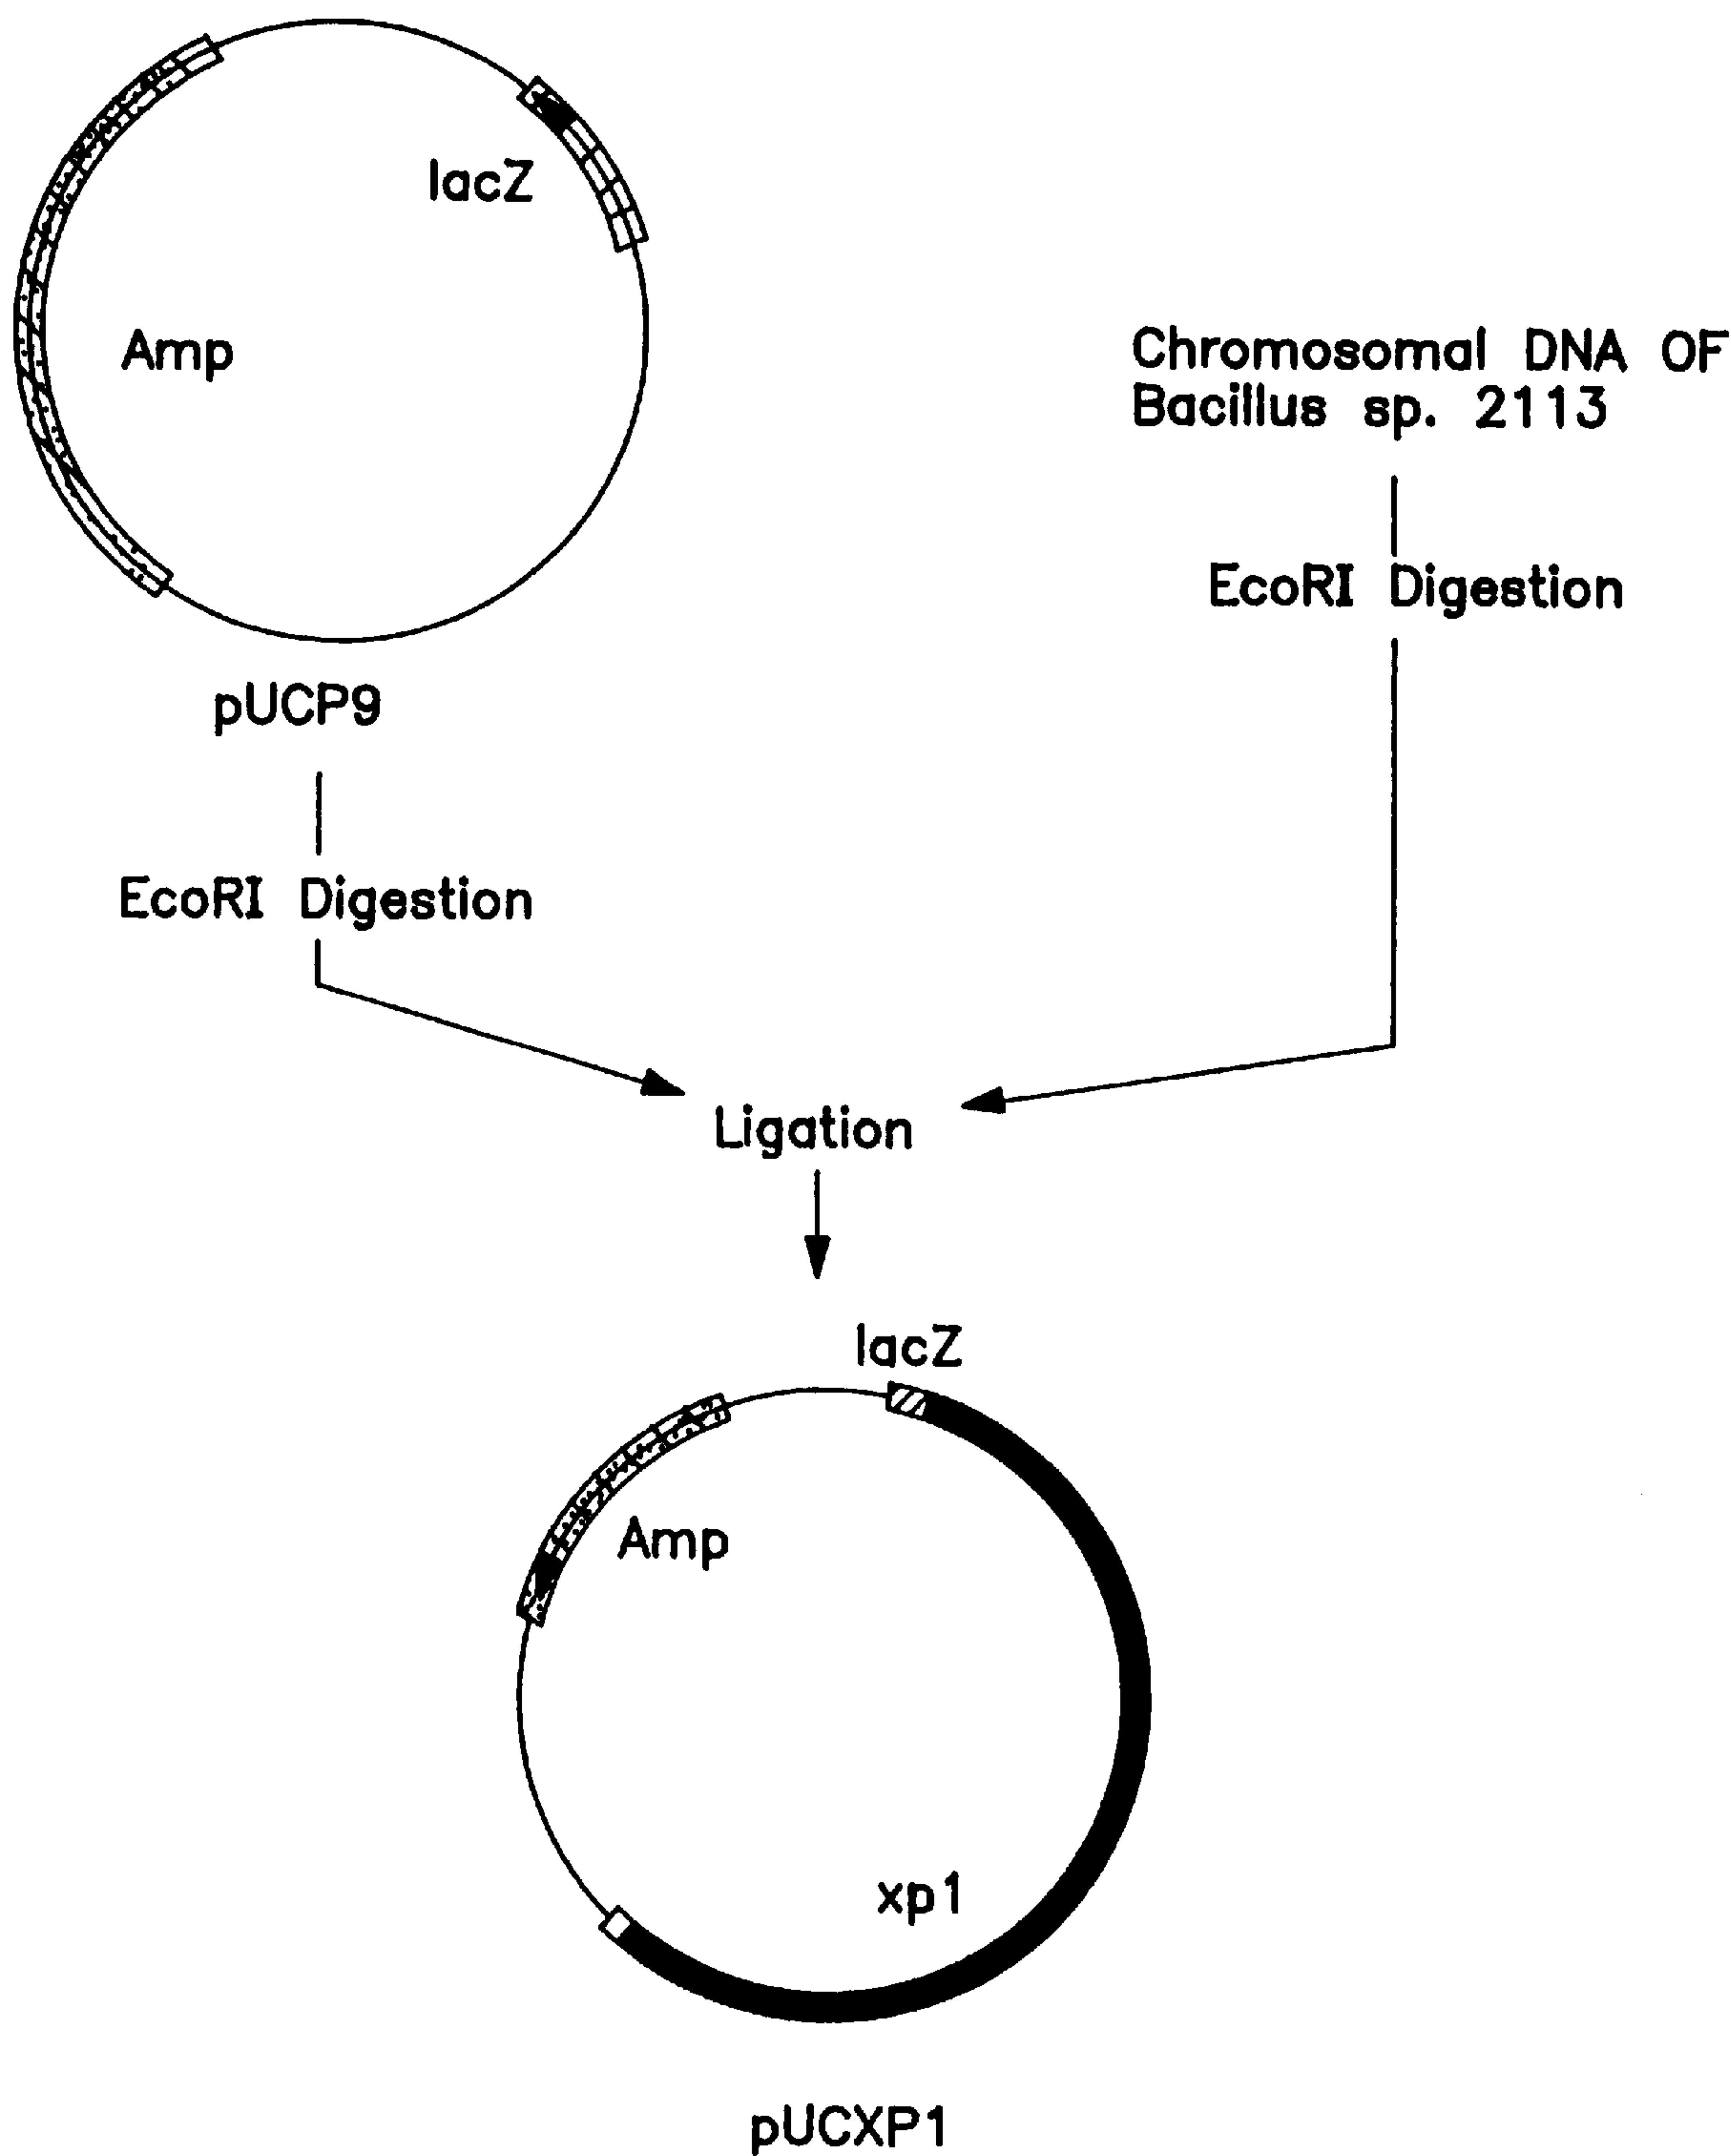 lacZ
Amp
pUCP9
Chromosomal DNA OF
Bacillus sp. 2113
EcoRI Digestion
EcoRI Digestion
Ligation
lacZ
Amp
xp1
pUCXP1